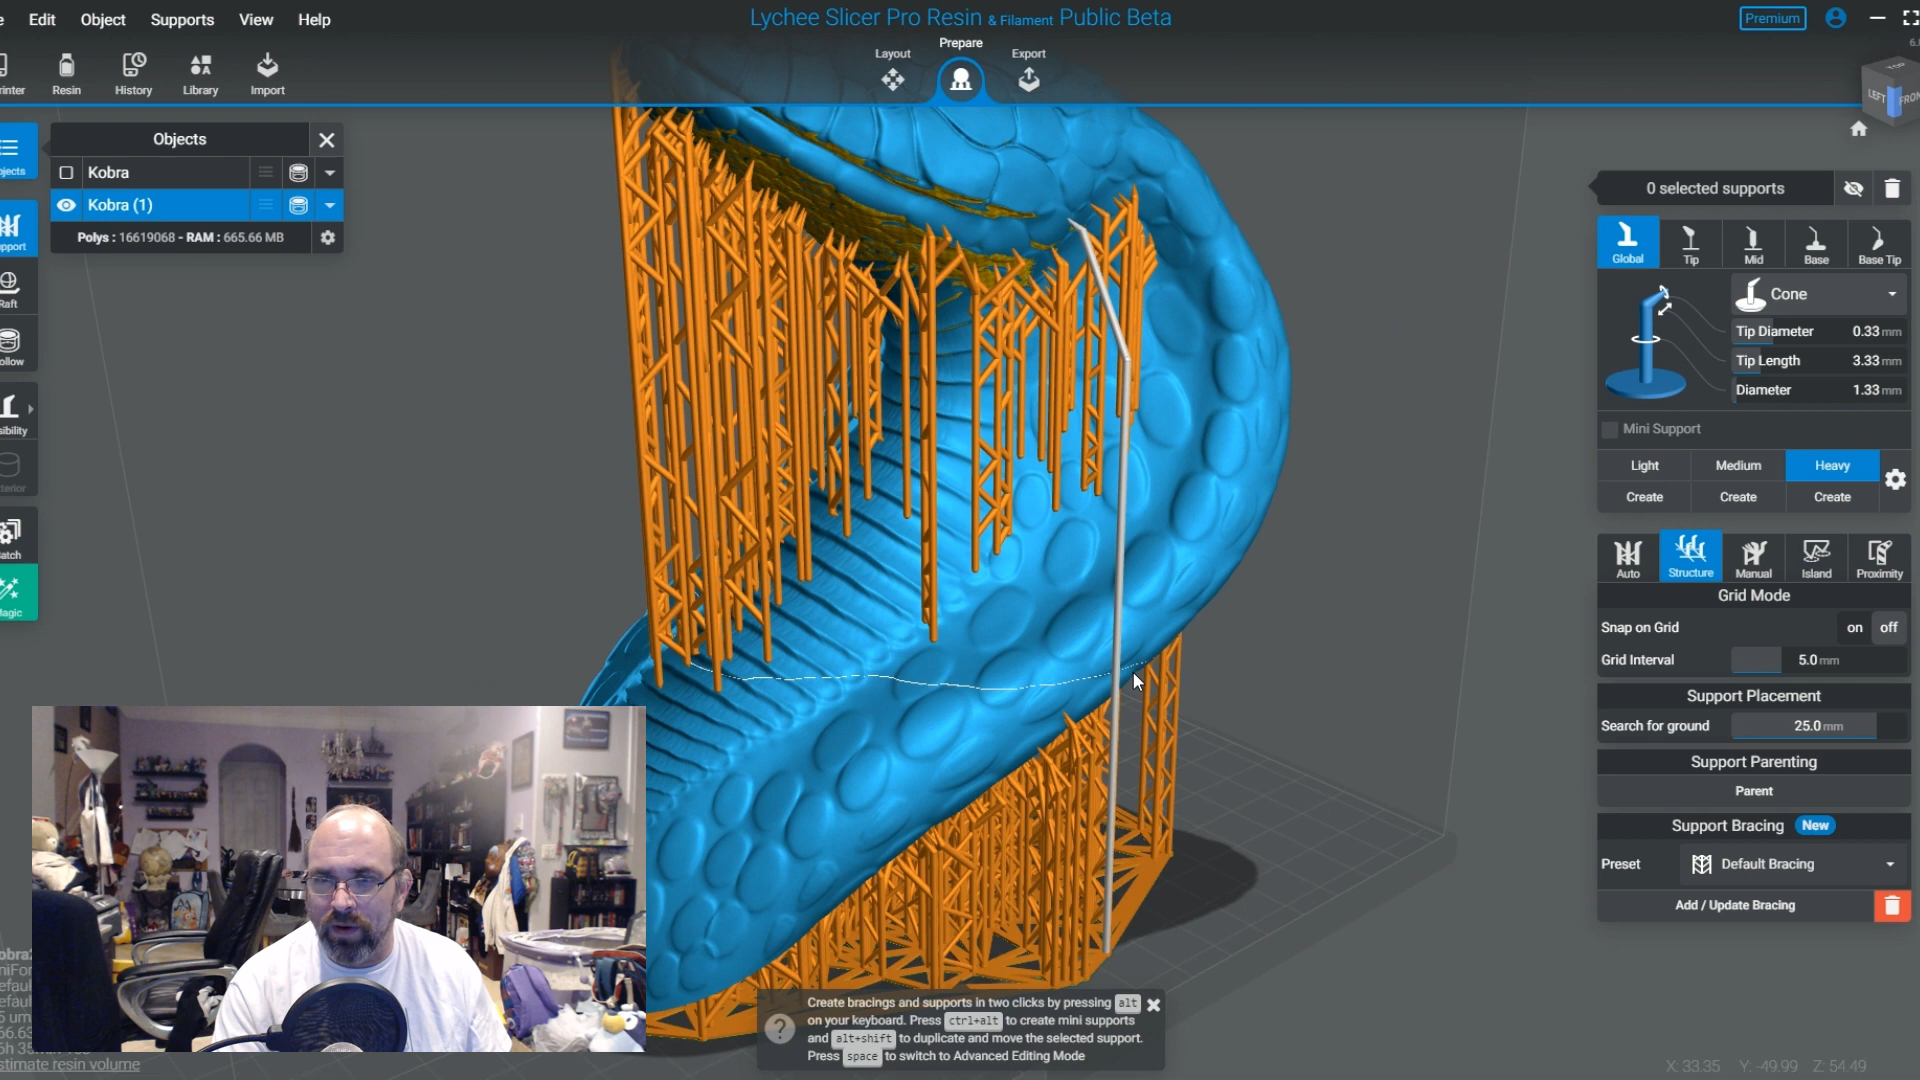 Edit Object Supports View Help
Lychee Slicer Pro Resin & Filament Public Beta
Premium
Resin History Library Import
Layout Prepare Export
LEFT
Objects
Kobra
Kobra (1)
Polys : 16619068 - RAM : 665.66 MB
0 selected supports
Global Tip Mid Base Base Tip
Cone
Tip Diameter 0.33 mm
Tip Length 3.33 mm
Diameter 1.33 mm
Mini Support
Light Medium Heavy
Create Create Create
Auto Structure Manual Island Proximity
Grid Mode
Snap on Grid on off
Grid Interval 5.0 mm
Support Placement
Search for ground 25.0 mm
Support Parenting
Parent
Support Bracing New
Preset Default Bracing
Add / Update Bracing
Create bracings and supports in two clicks by pressing alt
on your keyboard. Press ctrl+alt to create mini supports
and alt+shift to duplicate and move the selected support.
Press space to switch to Advanced Editing Mode
stimate resin volume
X: 33.35 Y: -49.99 Z: 54.49